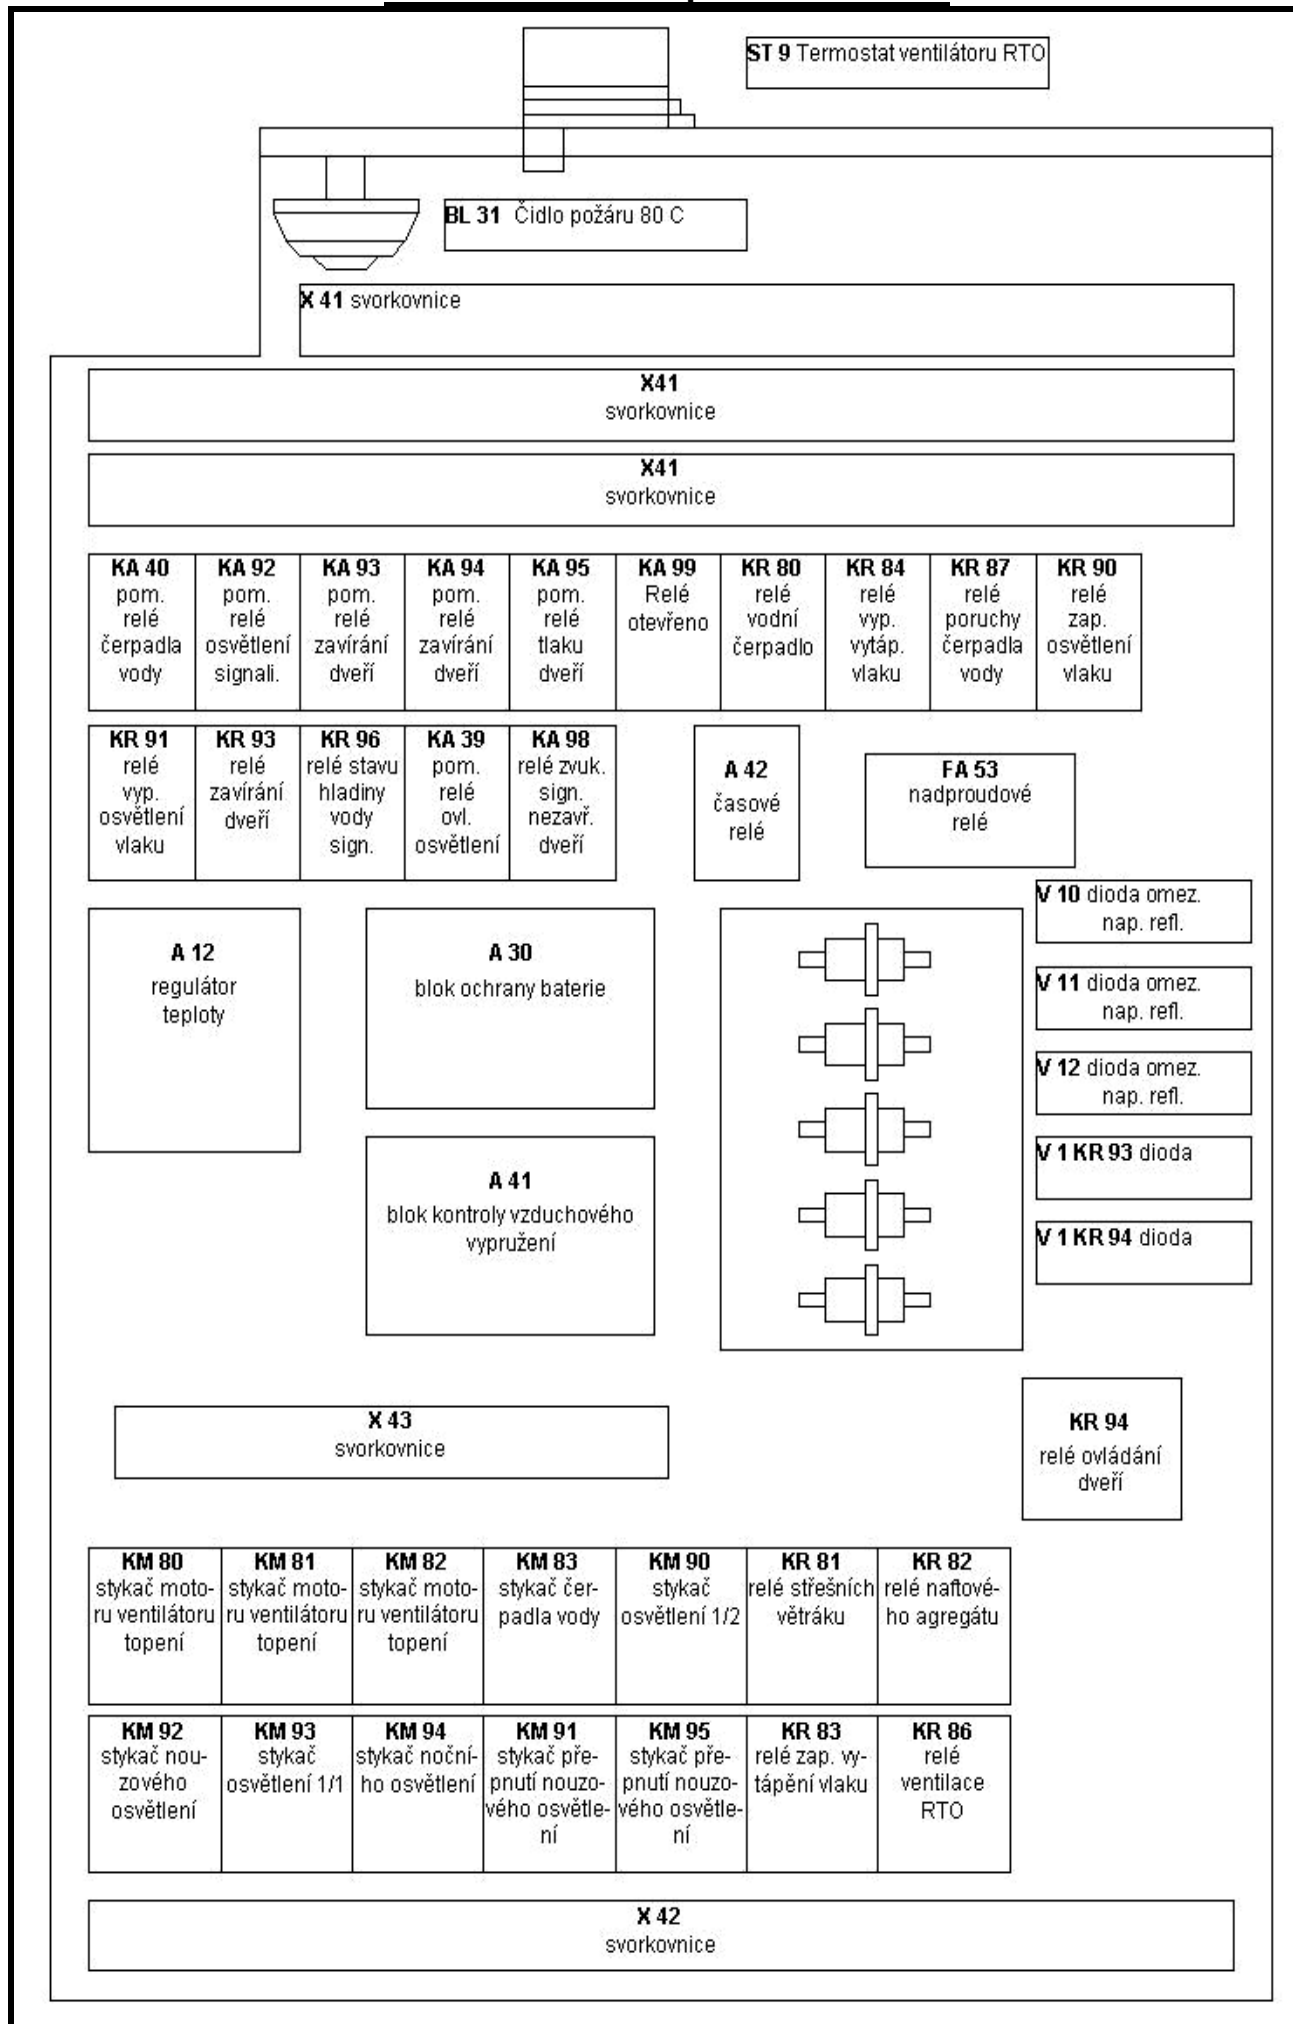 ST 9 Termostat ventilátoru RTO
BL 31 Čidlo požáru 80 C
X 41 svorkovnice
X41
svorkovnice
X41
svorkovnice
KA 40
pom.
relé
čerpadla
vody
KA 92
pom.
relé
osvětlení
signali.
KA 93
pom.
relé
zavírání
dveří
KA 94
pom.
relé
zavírání
dveří
KA 95
pom.
relé
tlaku
dveří
KA 99
Relé
otevřeno
KR 80
relé
vodní
čerpadlo
KR 84
relé
vyp.
vytáp.
vlaku
KR 87
relé
poruchy
čerpadla
vody
KR 90
relé
zap.
osvětlení
vlaku
KR 91
relé
vyp.
osvětlení
vlaku
KR 93
relé
zavírání
dveří
KR 96
relé stavu
hladiny
vody
sign.
KA 39
pom.
relé
ovl.
osvětlení
KA 98
relé zvuk.
sign.
nezavř.
dveří
A 42
časové
relé
FA 53
nadproudové
relé
V 10 dioda omez.
nap. refl.
V 11 dioda omez.
nap. refl.
V 12 dioda omez.
nap. refl.
V 1 KR 93 dioda
V 1 KR 94 dioda
A 12
regulátor
teploty
A 30
blok ochrany baterie
A 41
blok kontroly vzduchového
vypružení
X 43
svorkovnice
KR 94
relé ovládání
dveří
KM 80
stykač moto-
ru ventilátoru
topení
KM 81
stykač moto-
ru ventilátoru
topení
KM 82
stykač moto-
ru ventilátoru
topení
KM 83
stykač čer-
padla vody
KM 90
stykač
osvětlení 1/2
KR 81
relé střešních
větráku
KR 82
relé naftové-
ho agregátu
KM 92
stykač nou-
zového
osvětlení
KM 93
stykač
osvětlení 1/1
KM 94
stykač noční-
ho osvětlení
KM 91
stykač pře-
pnutí nouzo-
vého osvětle-
ní
KM 95
stykač pře-
pnutí nouzo-
vého osvětle-
ní
KR 83
relé zap. vy-
tápění vlaku
KR 86
relé
ventilace
RTO
X 42
svorkovnice